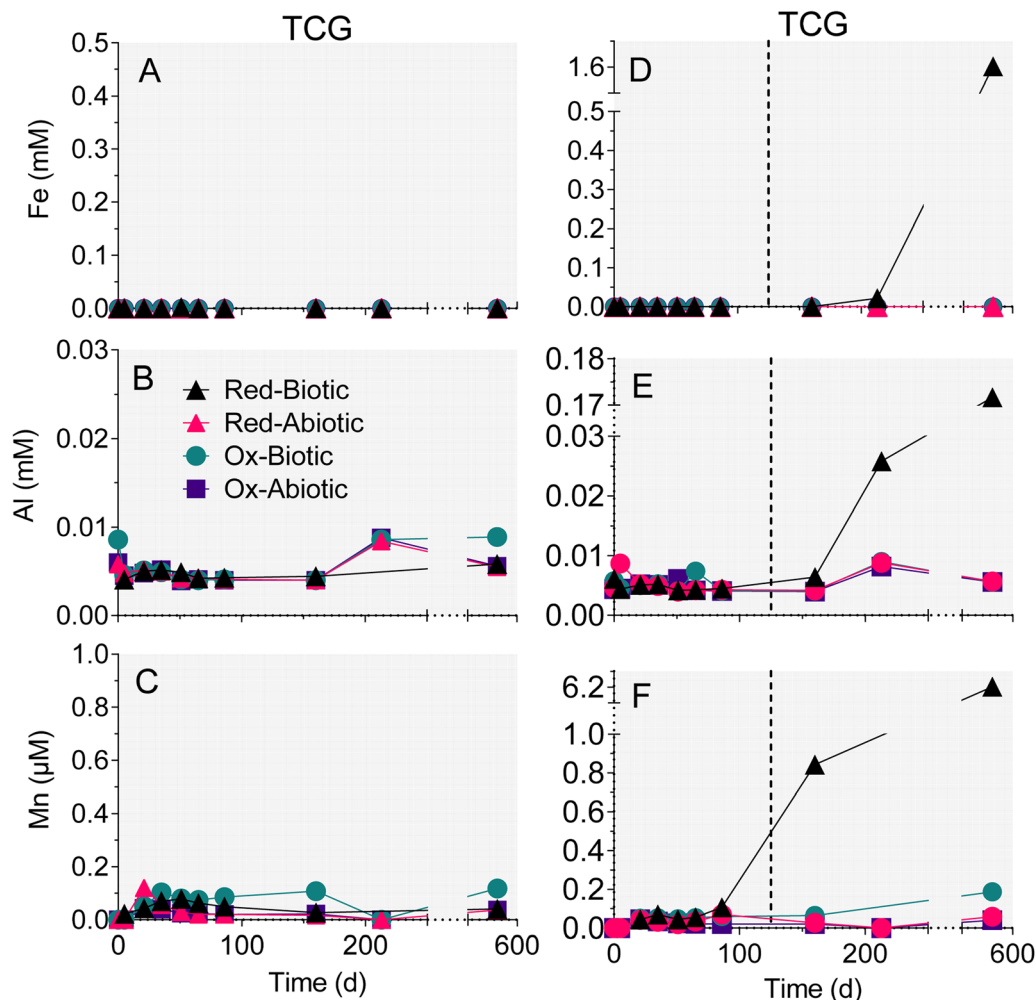 TCG
TCG
A
Fe (mM)
0.5
0.4
0.3
0.2
0.1
0.0
D
1.6
0.5
0.4
0.3
0.2
0.1
0.0
B
Al (mM)
0.03
0.02
0.01
0.00
Red-Biotic
Red-Abiotic
Ox-Biotic
Ox-Abiotic
E
0.18
0.17
0.03
0.02
0.01
0.00
C
Mn (µM)
1.0
0.8
0.6
0.4
0.2
0.0
0
100
200
600
Time (d)
F
6.2
1.0
0.8
0.6
0.4
0.2
0.0
0
100
200
600
Time (d)